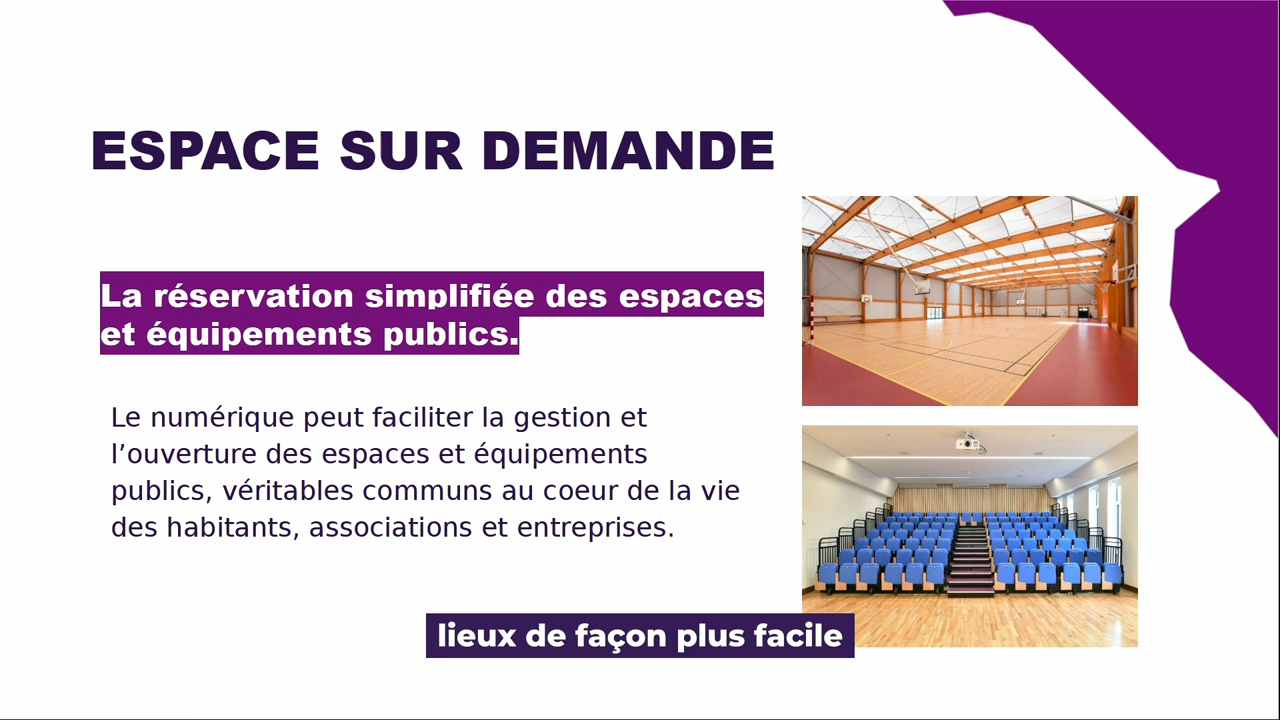 ESPACE SUR DEMANDE
La réservation simplifiée des espaces
et équipements publics.
Le numérique peut faciliter la gestion et
l’ouverture des espaces et équipements
publics, véritables communs au coeur de la vie
des habitants, associations et entreprises.
lieux de façon plus facile